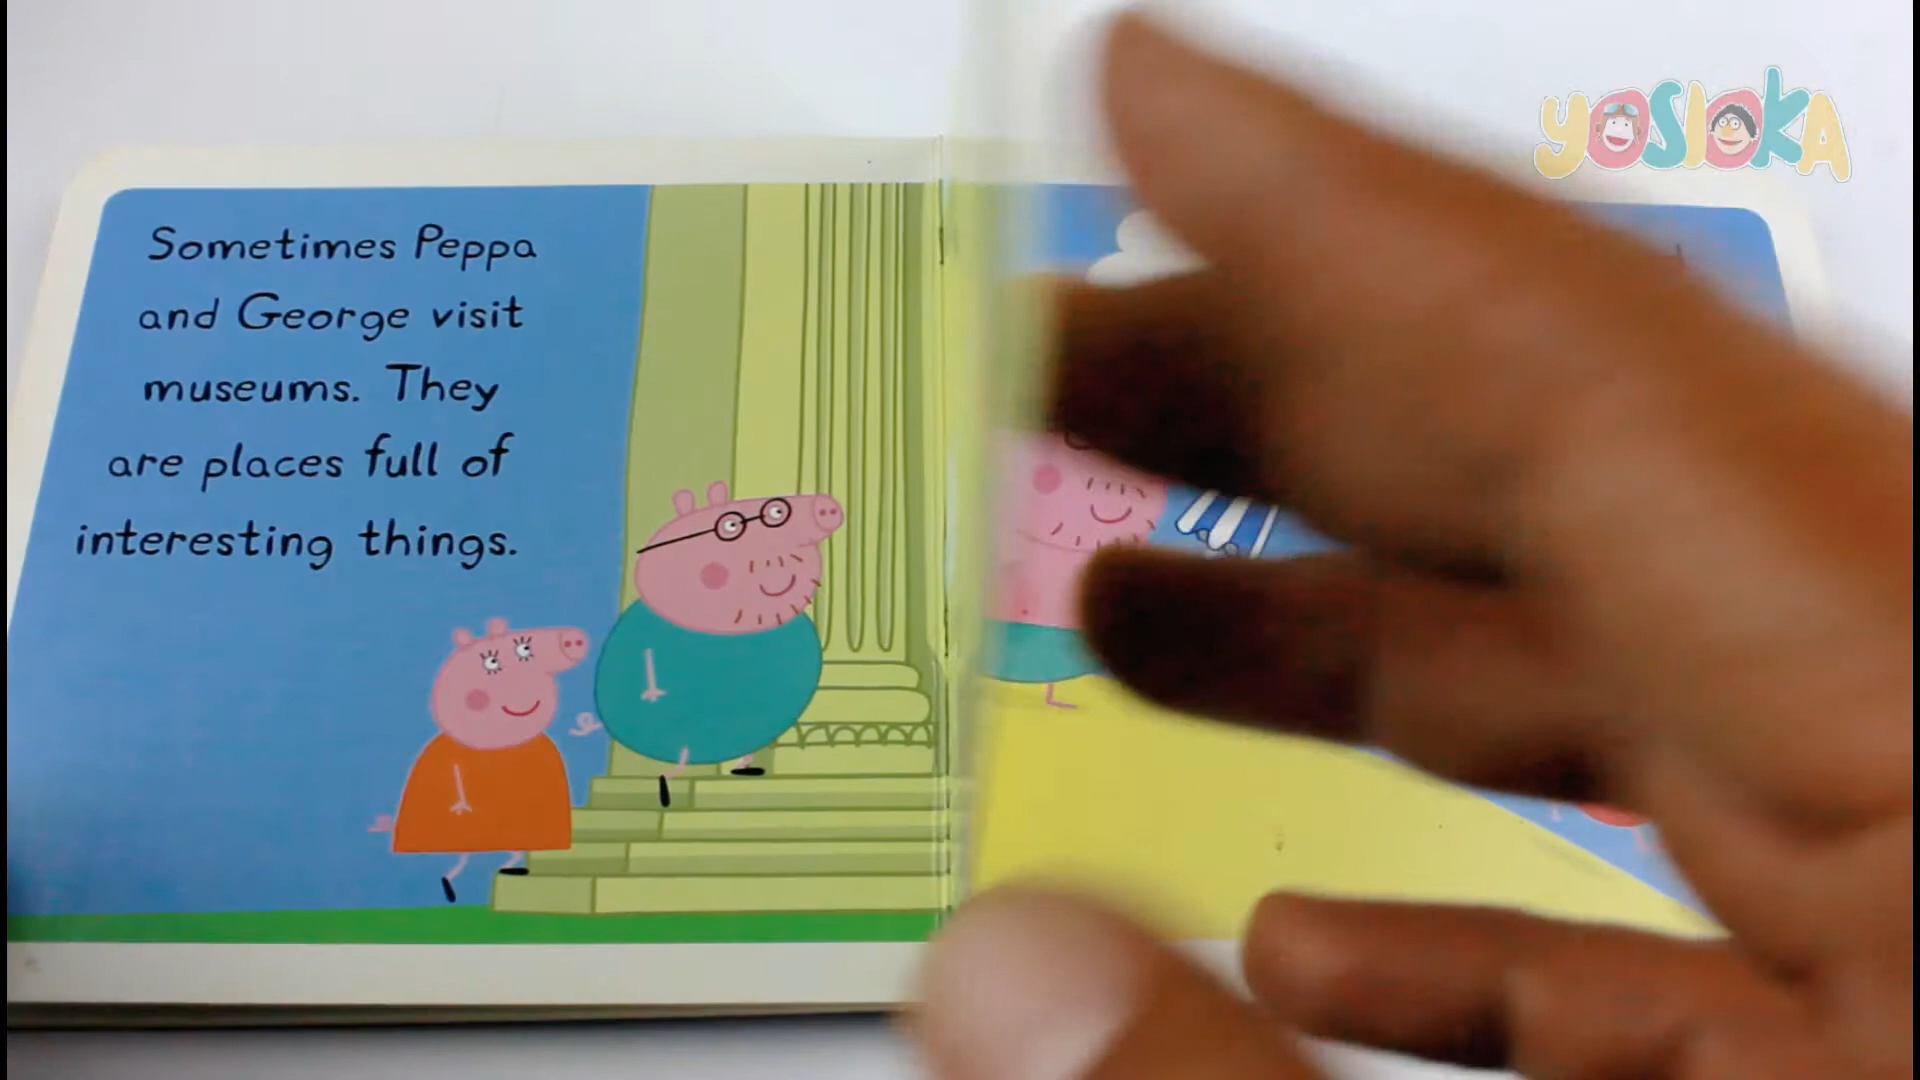 Sometimes Peppa
and George visit
museums. They
are places full of
interesting things.
YOSIOKA